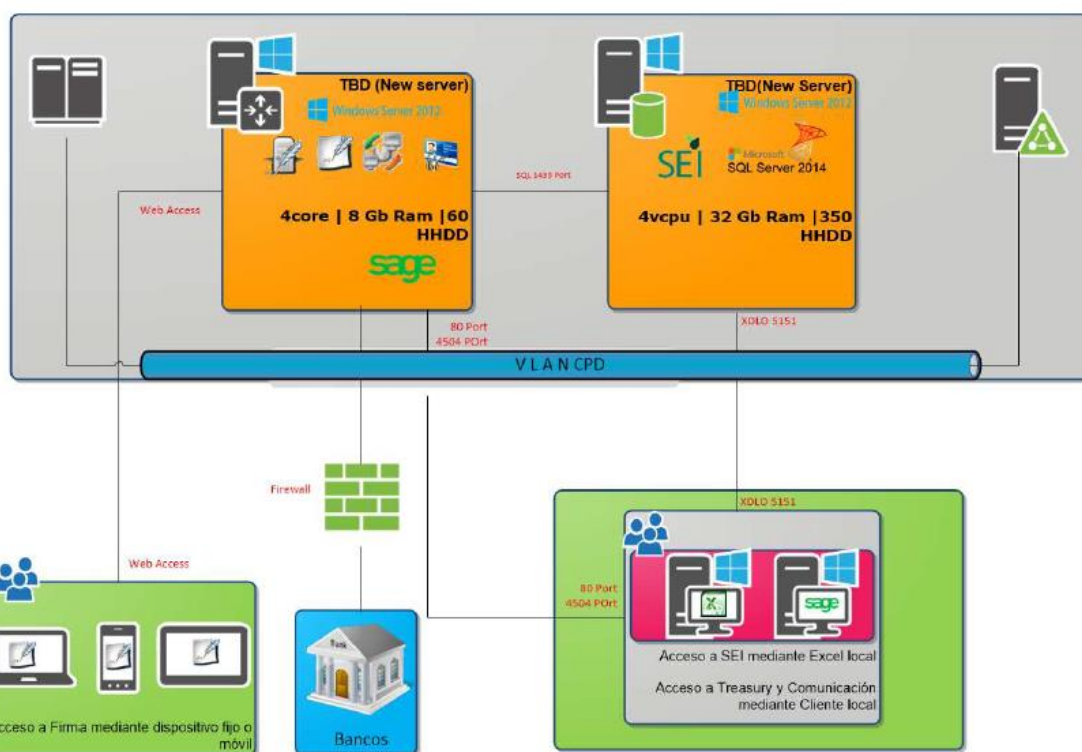 TBD (New server)
Windows Server 2012
4core | 8 Gb Ram |60
HHDD
sage
TBD(New Server)
Windows Server 2012
SEI
Microsoft
SQL Server 2014
4vcpu | 32 Gb Ram |350
HHDD
SQL 1433 Port
Web Access
80 Port
4504 POrt
XDLO 5151
V L A N CPD
Firewall
Web Access
XDLO 5151
80 Port
4504 POrt
sage
Acceso a SEI mediante Excel local
Acceso a Treasury y Comunicación
mediante Cliente local
Bank
Bancos
cceso a Firma mediante dispositivo fijo o
móvil